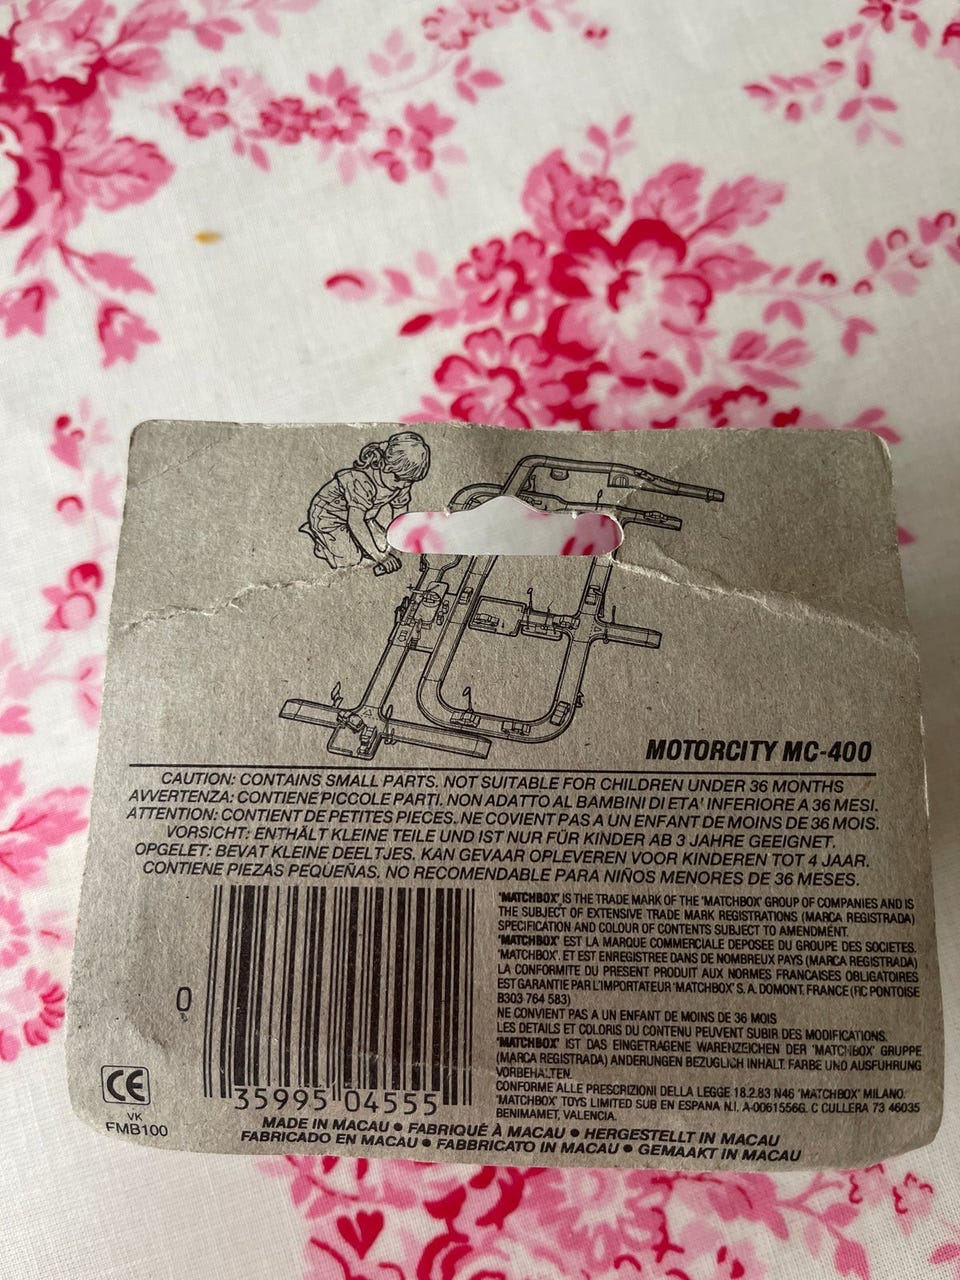 MOTORCITY MC-400
CAUTION: CONTAINS SMALL PARTS. NOT SUITABLE FOR CHILDREN UNDER 36 MONTHS
AVVERTENZA: CONTIENE PICCOLE PARTI. NON ADATTO AL BAMBINI DI ETA' INFERIORE A 36 MESI.
ATTENTION: CONTIENT DE PETITES PIECES. NE COVIENT PAS A UN ENFANT DE MOINS DE 36 MOIS.
VORSICHT: ENTHÄLT KLEINE TEILE UND IST NUR FÜR KINDER AB 3 JAHRE GEEIGNET.
OPGELET: BEVAT KLEINE DEELTJES. KAN GEVAAR OPLEVEREN VOOR KINDEREN TOT 4 JAAR.
CONTIENE PIEZAS PEQUEÑAS. NO RECOMENDABLE PARA NIÑOS MENORES DE 36 MESES.
'MATCHBOX' IS THE TRADE MARK OF THE 'MATCHBOX' GROUP OF COMPANIES AND IS
THE SUBJECT OF EXTENSIVE TRADE MARK REGISTRATIONS (MARCA REGISTRADA)
SPECIFICATION AND COLOUR OF CONTENTS SUBJECT TO AMENDMENT.
'MATCHBOX' EST LA MARQUE COMMERCIALE DEPOSEE DU GROUPE DES SOCIETES.
'MATCHBOX'. ET EST ENREGISTREE DANS DE NOMBREUX PAYS (MARCA REGISTRADA)
LA CONFORMITE DU PRESENT PRODUIT AUX NORMES FRANCAISES OBLIGATOIRES
EST GARANTIE PAR L'IMPORTATEUR 'MATCHBOX' S.A. DOMONT. FRANCE (RC PONTOISE
B303 764 583)
NE CONVIENT PAS A UN ENFANT DE MOINS DE 36 MOIS
LES DETAILS ET COLORIS DU CONTENU PEUVENT SUBIR DES MODIFICATIONS.
'MATCHBOX' IST DAS EINGETRAGENE WARENZEICHEN DER 'MATCHBOX' GRUPPE
(MARCA REGISTRADA) ANDERUNGEN BEZUGLICH INHALT. FARBE UND AUSFUHRUNG
VORBEHALTEN.
CONFORME ALLE PRESCRIZIONI DELLA LEGGE 18.2.83 N46 'MATCHBOX' MILANO.
'MATCHBOX' TOYS LIMITED SUB EN ESPANA N.I. A-0061556G. C CULLERA 73 46035
BENIMAMET, VALENCIA.
0 35995 04555
CE
VK
FMB100
MADE IN MACAU ● FABRIQUÉ À MACAU ● HERGESTELLT IN MACAU
FABRICADO EN MACAU ● FABBRICATO IN MACAU ● GEMAAKT IN MACAU